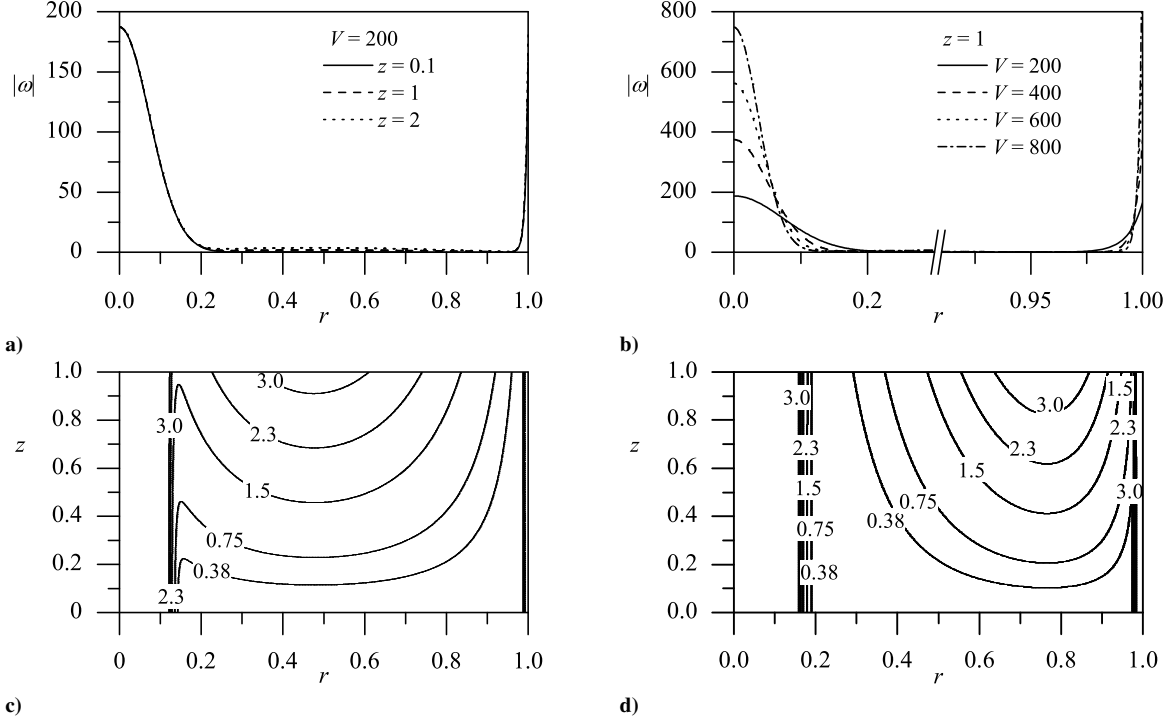 200
150
100
50
0
|ω|
V = 200
z = 0.1
z = 1
z = 2
0.0 0.2 0.4 0.6 0.8 1.0
r
a)
800
600
400
200
0
|ω|
z = 1
V = 200
V = 400
V = 600
V = 800
0.0 0.2 0.95 1.00
r
b)
1.0
0.8
0.6
0.4
0.2
0
z
3.0
3.0
2.3
1.5
0.75
0.38
2.3
0 0.2 0.4 0.6 0.8 1.0
r
c)
1.0
0.8
0.6
0.4
0.2
0.0
z
3.0
2.3
1.5
0.75
0.38
3.0
2.3
1.5
0.75
0.38
1.5
2.3
3.0
0.0 0.2 0.4 0.6 0.8 1.0
r
d)